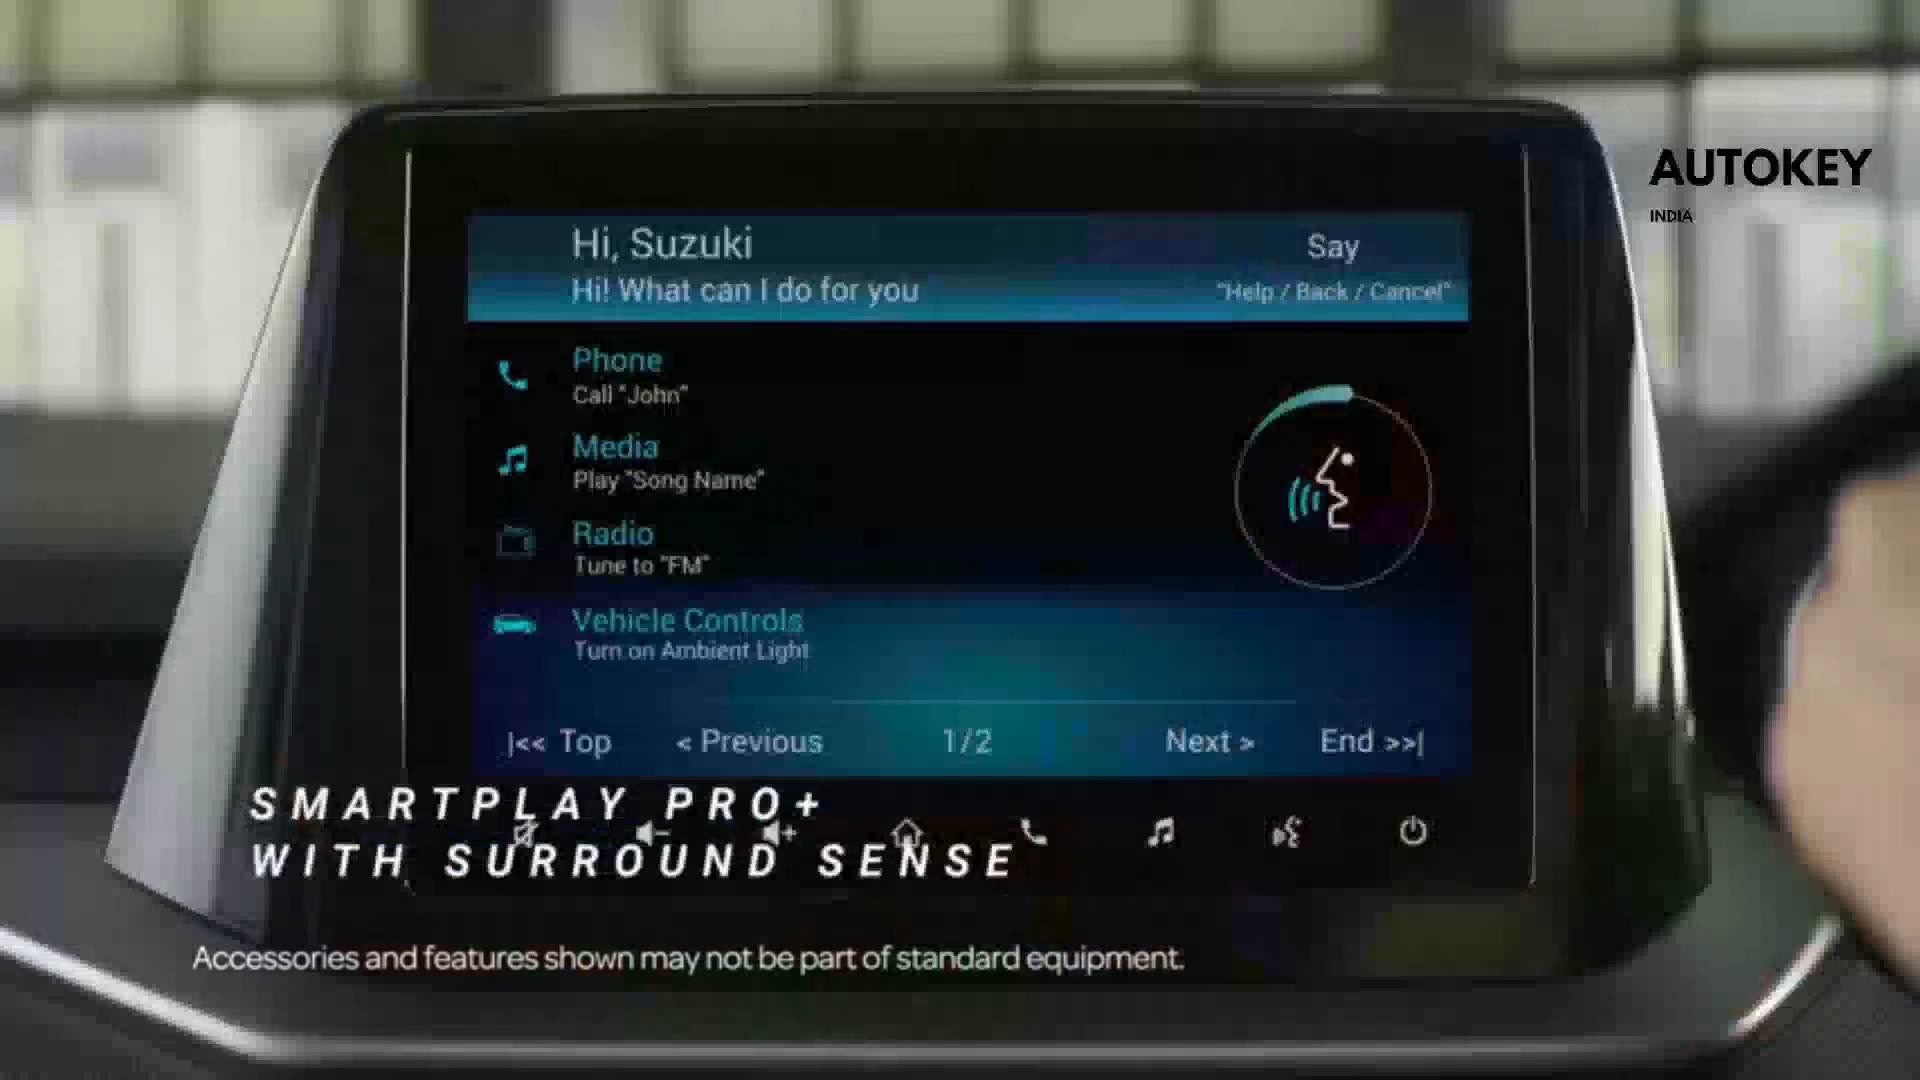 AUTOKEY
INDIA
Hi, Suzuki
Say
Hi! What can I do for you
"Help / Back / Cancel"
Phone
Call "John"
Media
Play "Song Name"
Radio
Tune to "FM"
Vehicle Controls
Turn on Ambient Light
|<< Top
< Previous
1/2
Next >
End >>|
SMARTPLAY PRO+
WITH SURROUND SENSE
Accessories and features shown may not be part of standard equipment.